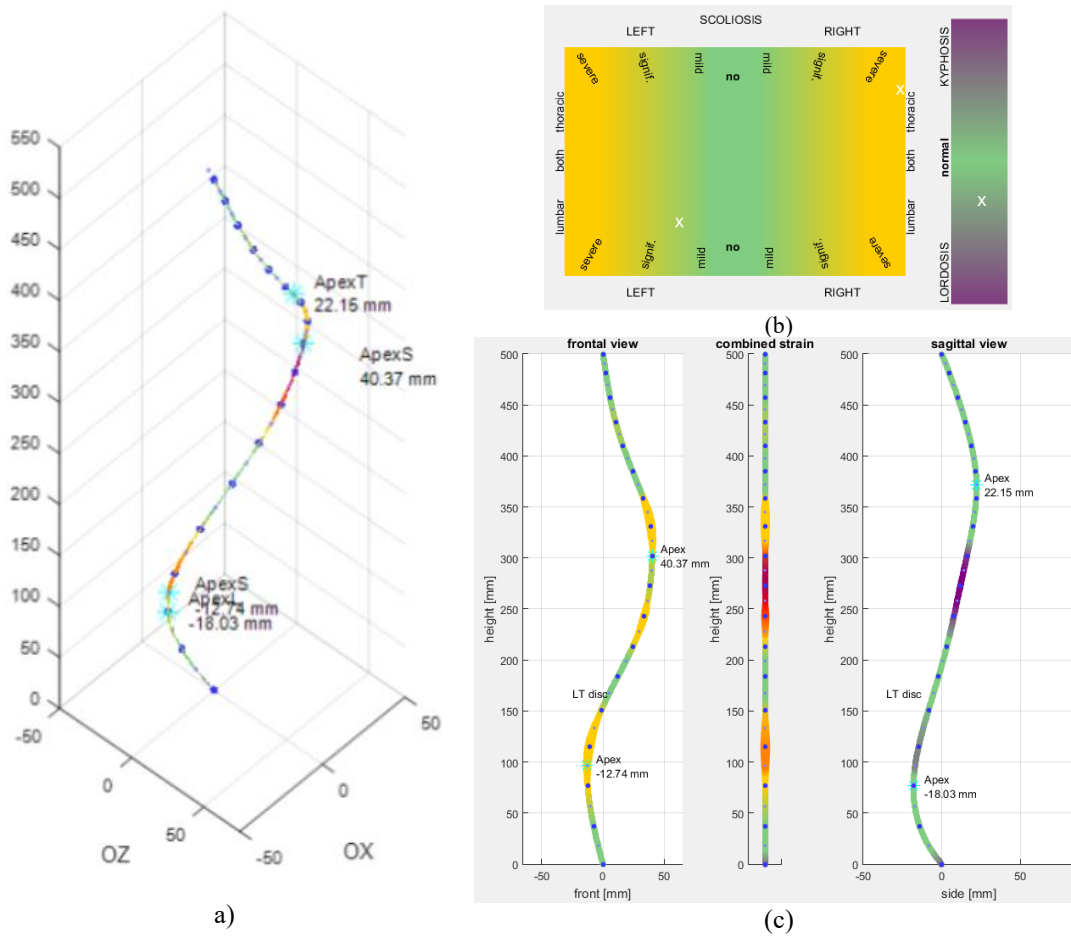 550
500
450
400
350
300
250
200
150
100
50
0
-50
0
50
OZ
-50
0
50
OX
ApexT
22.15 mm
ApexS
40.37 mm
ApexS
-12.74 mm
ApexL
-18.03 mm
a)
SCOLIOSIS
LEFT
RIGHT
severe
signif.
mild
no
mild
signif.
severe
thoracic
both
lumbar
thoracic
both
lumbar
X
X
severe
signif.
mild
no
mild
signif.
severe
LEFT
RIGHT
KYPHOSIS
normal
LORDOSIS
X
(b)
frontal view
500
450
400
350
300
250
200
150
100
50
0
height [mm]
Apex
40.37 mm
LT disc
Apex
-12.74 mm
-50
0
50
front [mm]
combined strain
500
450
400
350
300
250
200
150
100
50
0
height [mm]
sagittal view
500
450
400
350
300
250
200
150
100
50
0
height [mm]
Apex
22.15 mm
LT disc
Apex
-18.03 mm
-50
0
50
side [mm]
(c)